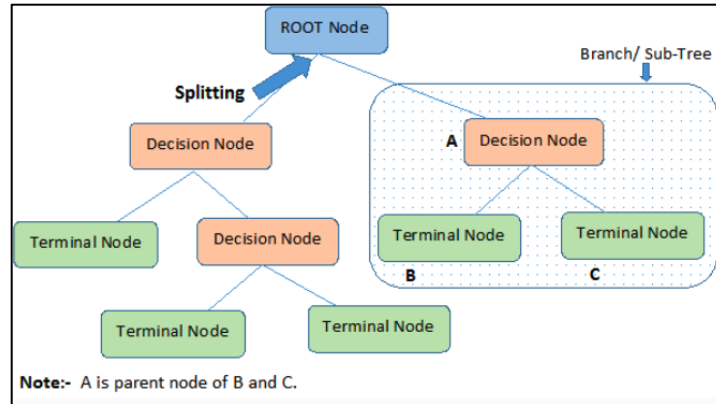 ROOT Node
Branch/ Sub-Tree
Splitting
Decision Node
A Decision Node
Terminal Node
Decision Node
Terminal Node
Terminal Node
B
C
Terminal Node
Terminal Node
Note:- A is parent node of B and C.